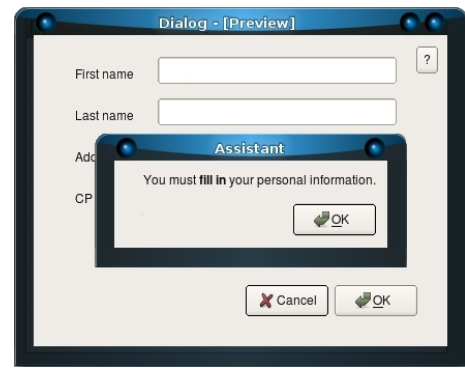 Dialog - [Preview]
First name
?
Last name
Assistant
Add
You must fill in your personal information.
CP
OK
Cancel
OK